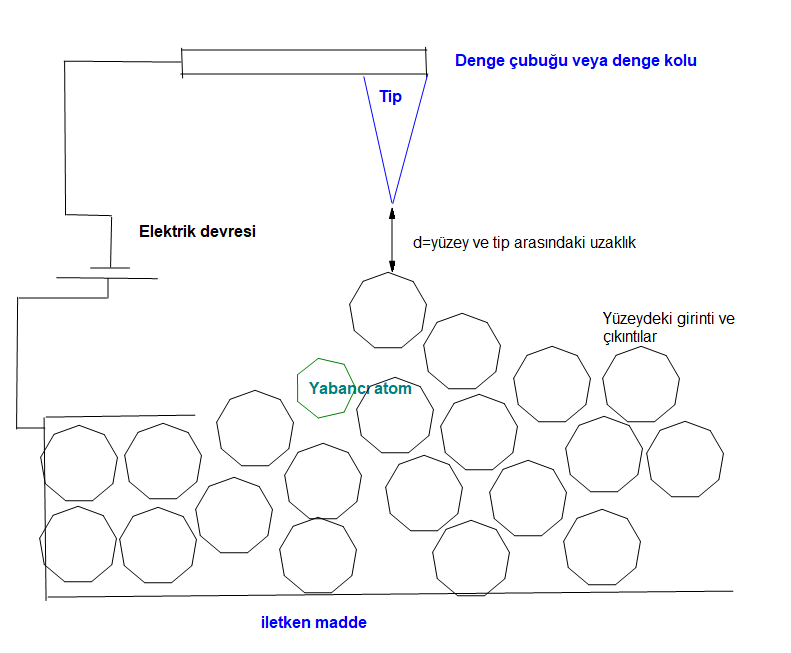 Denge çubuğu veya denge kolu
Tip
Elektrik devresi
d=yüzey ve tip arasındaki uzaklık
Yüzeydeki girinti ve
çıkıntılar
Yabancı atom
iletken madde